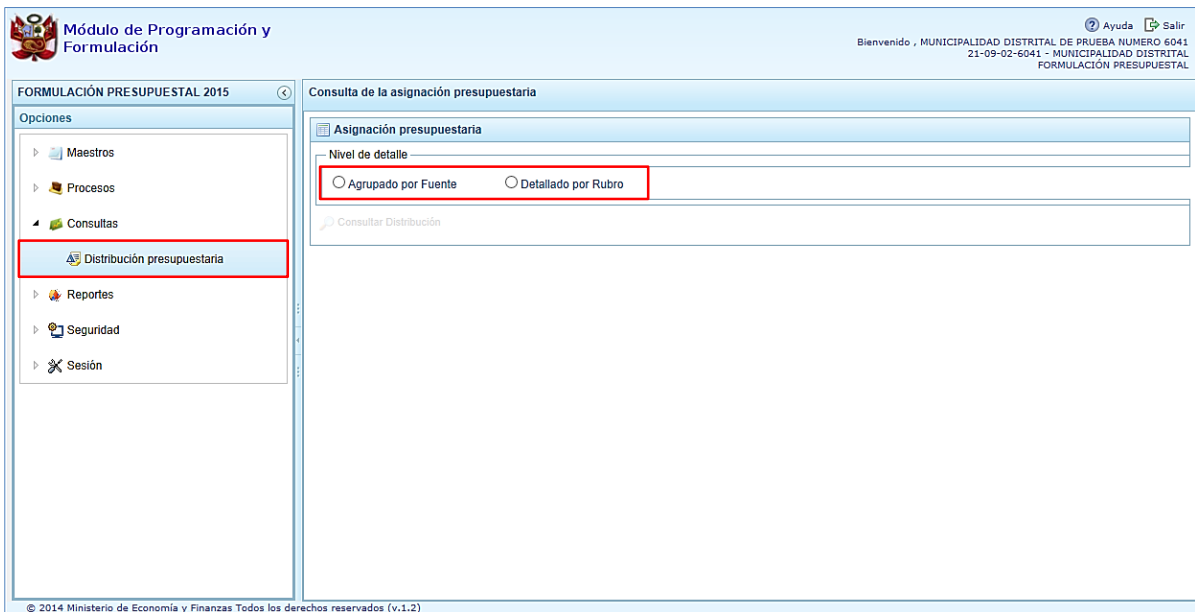 Módulo de Programación y
Formulación
Ayuda Salir
Bienvenido , MUNICIPALIDAD DISTRITAL DE PRUEBA NUMERO 6041
21-09-02-6041 - MUNICIPALIDAD DISTRITAL
FORMULACIÓN PRESUPUESTAL
FORMULACIÓN PRESUPUESTAL 2015
Opciones
Maestros
Procesos
Consultas
Distribución presupuestaria
Reportes
Seguridad
Sesión
Consulta de la asignación presupuestaria
Asignación presupuestaria
Nivel de detalle
Agrupado por Fuente Detallado por Rubro
Consultar Distribución
© 2014 Ministerio de Economía y Finanzas Todos los derechos reservados (v.1.2)